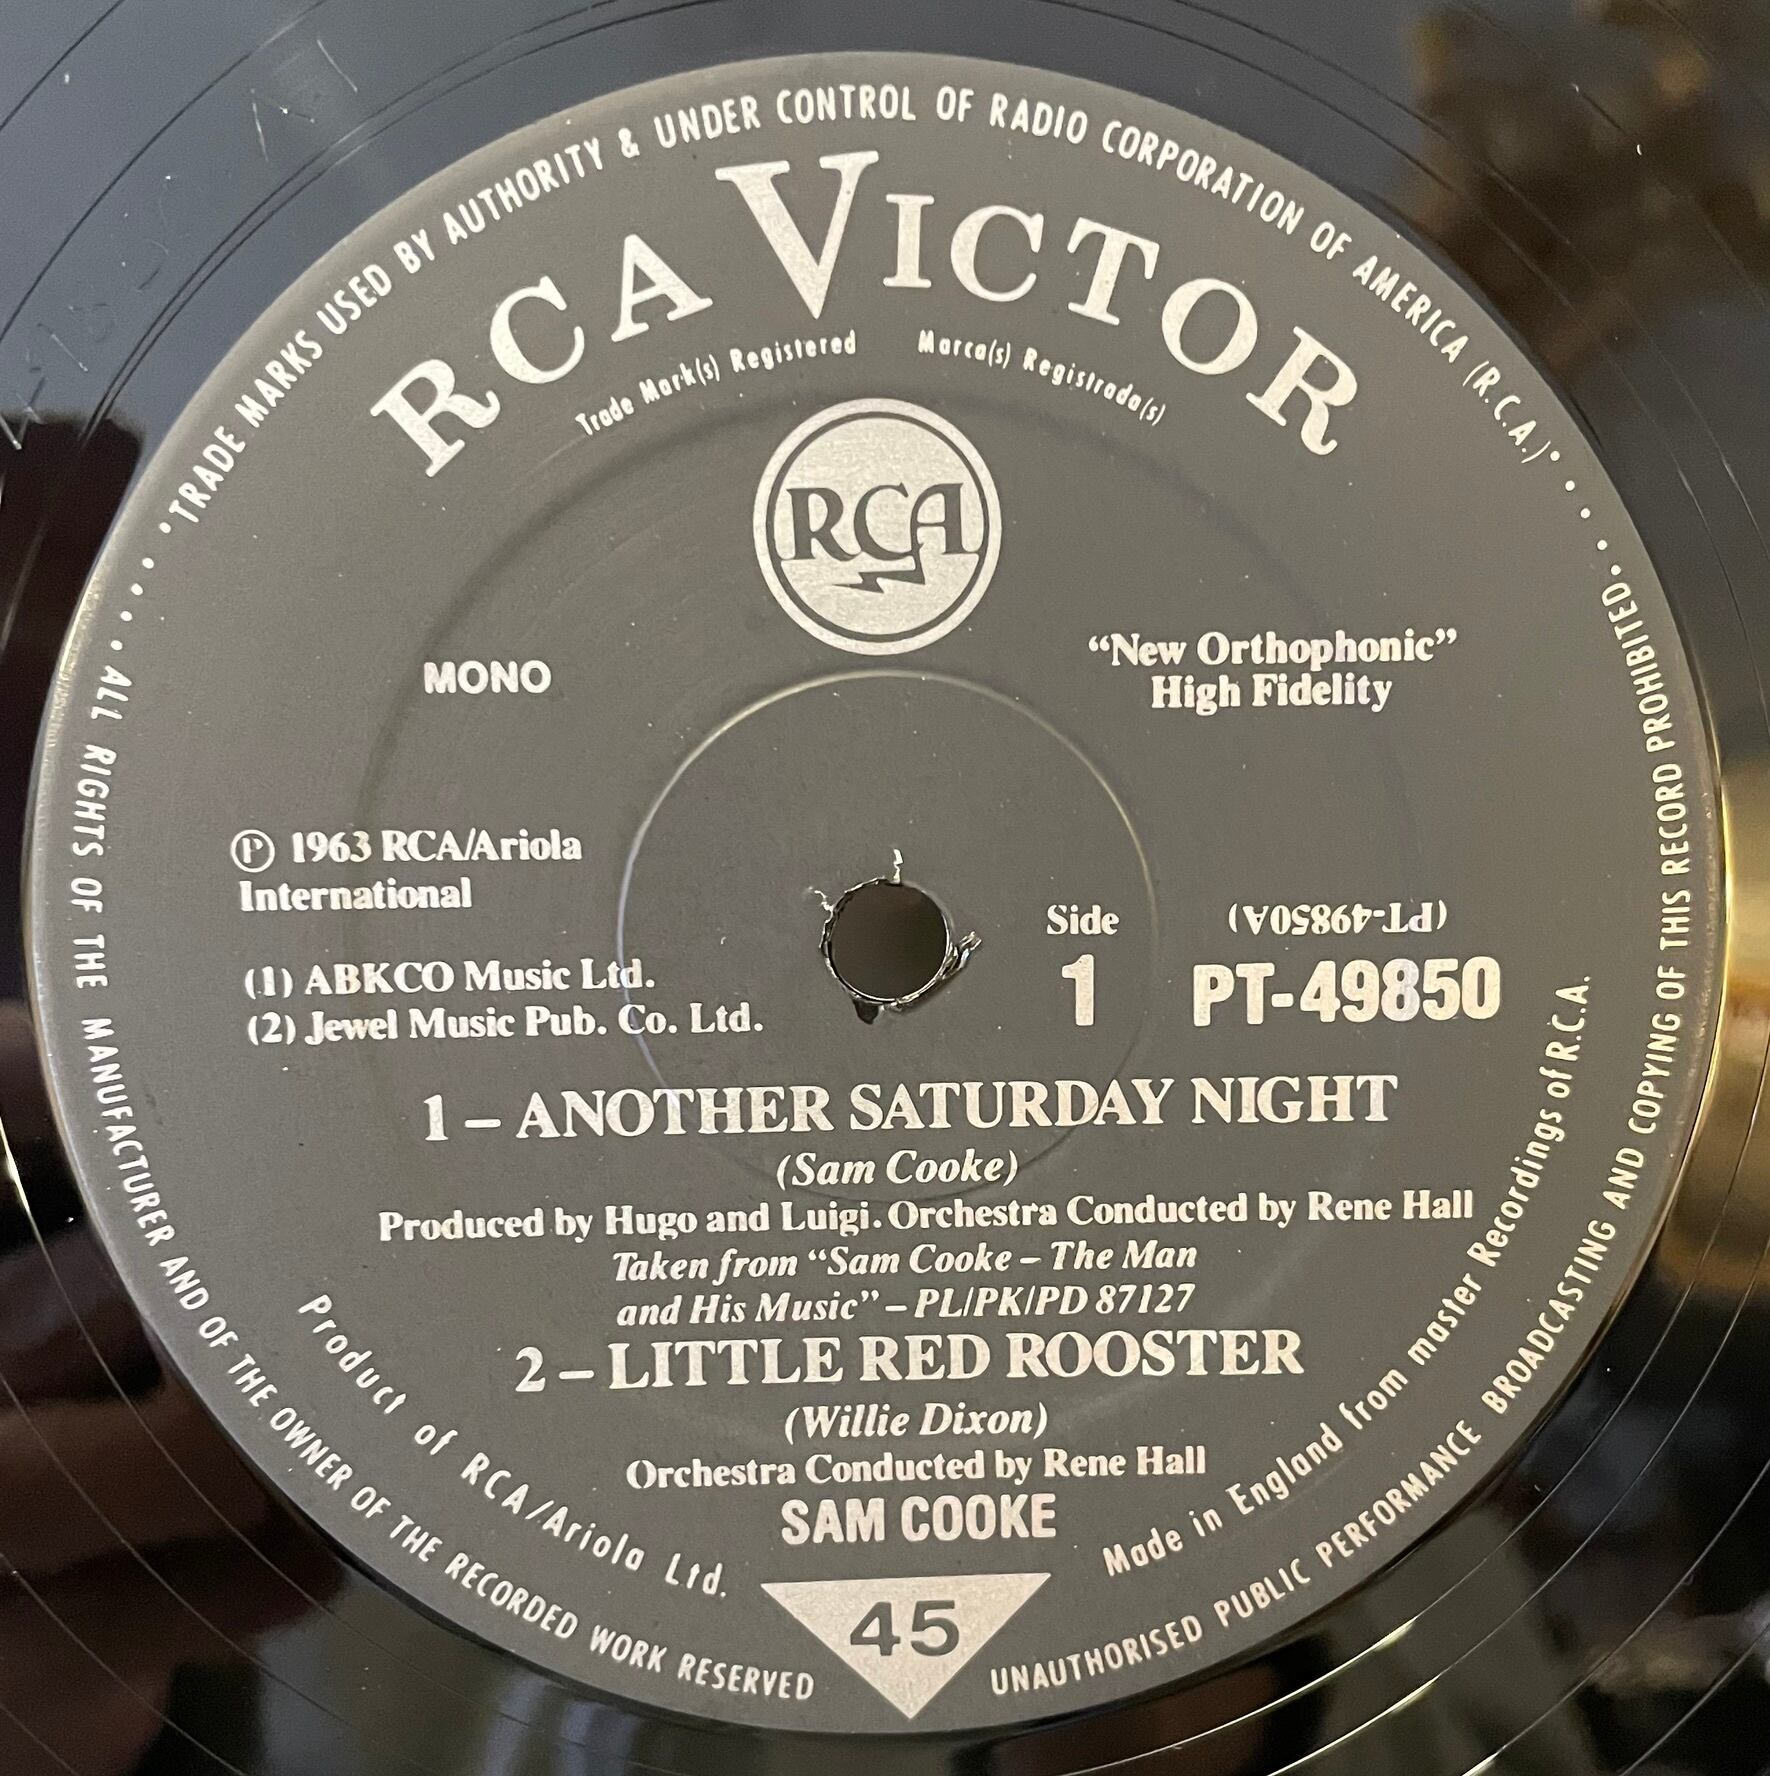 "TRADE MARKS USED BY AUTHORITY & UNDER CONTROL OF RADIO CORPORATION OF AMERICA (R.C.A.)"
RCA VICTOR
Trade Mark(s) Registered
Marca(s) Registrada(s)
RCA
MONO
"New Orthophonic"
High Fidelity
Ⓟ 1963 RCA/Ariola
International
(1) ABKCO Music Ltd.
(2) Jewel Music Pub. Co. Ltd.
Side
1
(PT-49850A)
PT-49850
1 – ANOTHER SATURDAY NIGHT
(Sam Cooke)
Produced by Hugo and Luigi. Orchestra Conducted by Rene Hall
Taken from "Sam Cooke – The Man
and His Music" – PL/PK/PD 87127
2 – LITTLE RED ROOSTER
(Willie Dixon)
Orchestra Conducted by Rene Hall
SAM COOKE
45
Product of RCA/Ariola Ltd.
Made in England from master Recordings of R.C.A.
ALL RIGHTS OF THE MANUFACTURER AND OF THE OWNER OF THE RECORDED WORK RESERVED
UNAUTHORISED PUBLIC PERFORMANCE BROADCASTING AND COPYING OF THIS RECORD PROHIBITED.